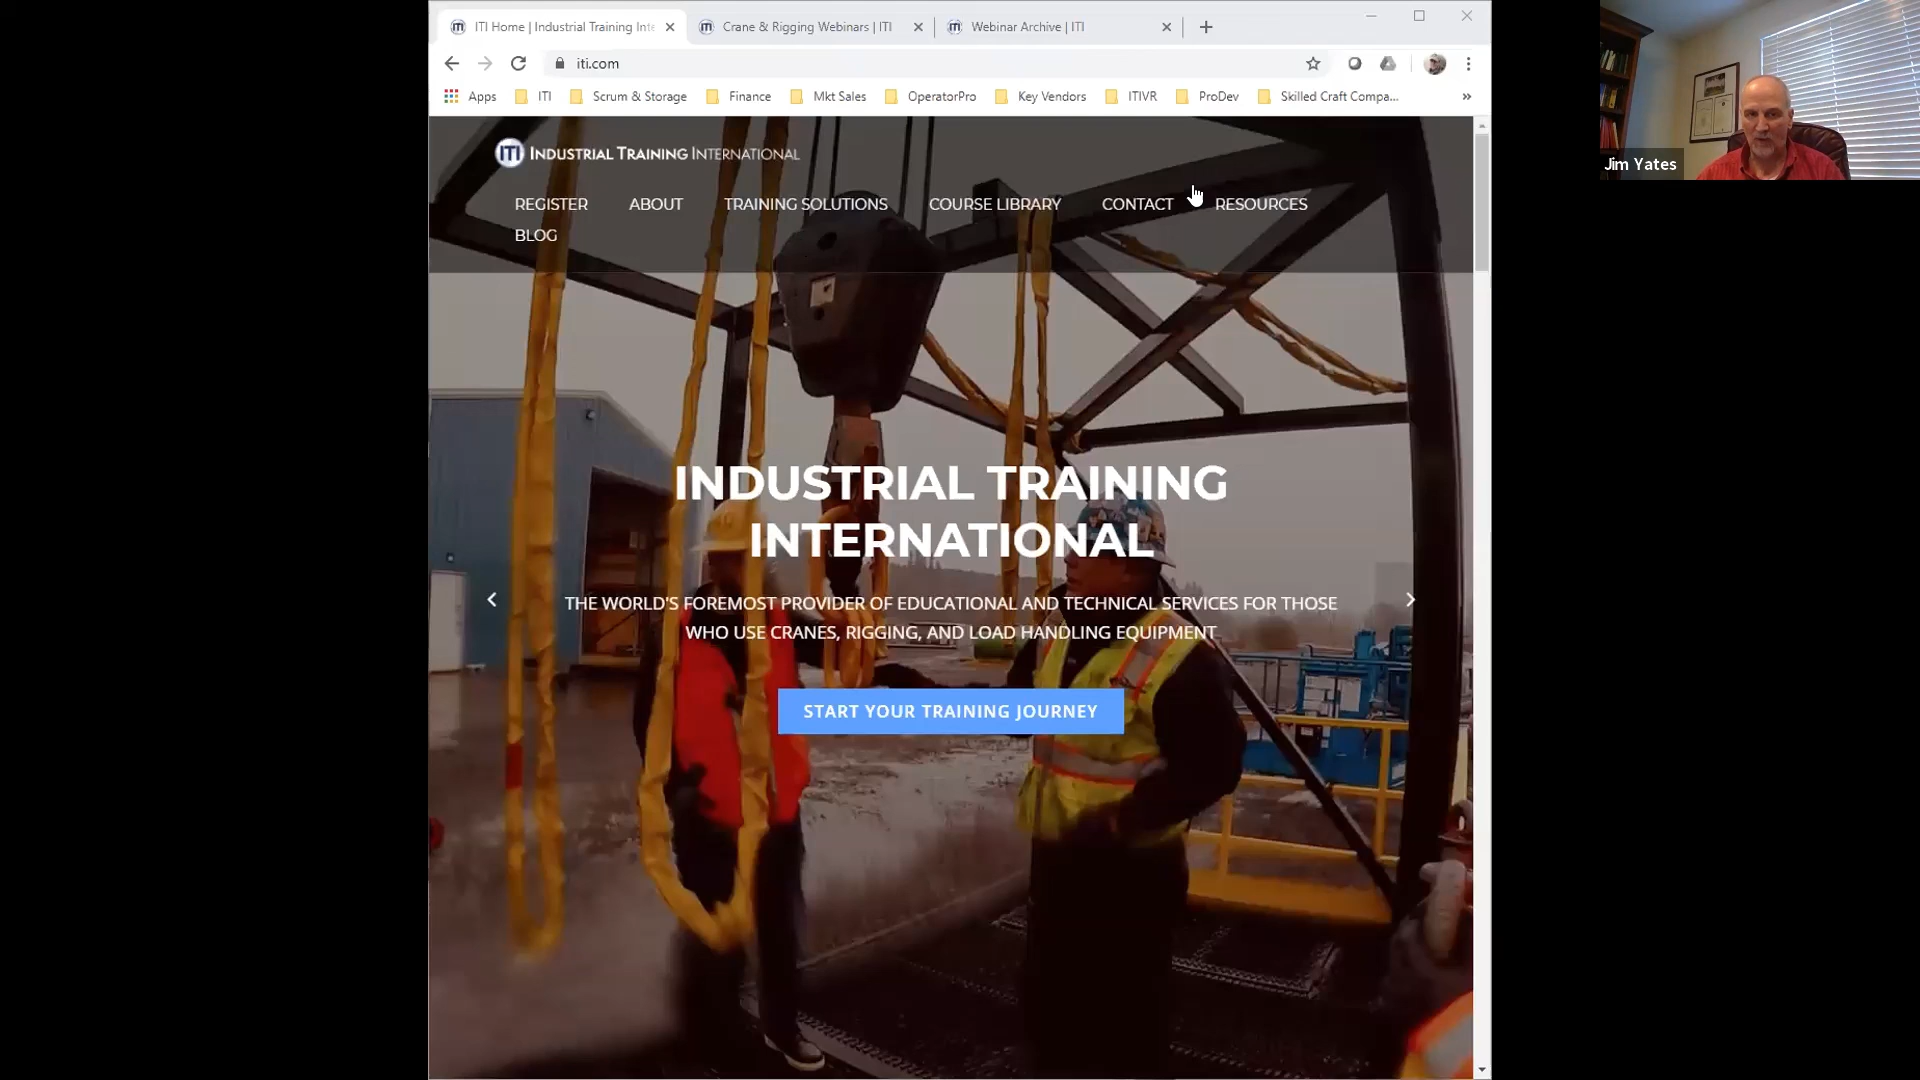 ITI Home | Industrial Training Inte
Crane & Rigging Webinars | ITI
Webinar Archive | ITI
iti.com
Apps
ITI
Scrum & Storage
Finance
Mkt Sales
OperatorPro
Key Vendors
ITIVR
ProDev
Skilled Craft Compa...
»
Jim Yates
ITI INDUSTRIAL TRAINING INTERNATIONAL
REGISTER
ABOUT
TRAINING SOLUTIONS
COURSE LIBRARY
CONTACT
RESOURCES
BLOG
INDUSTRIAL TRAINING
INTERNATIONAL
THE WORLD'S FOREMOST PROVIDER OF EDUCATIONAL AND TECHNICAL SERVICES FOR THOSE
WHO USE CRANES, RIGGING, AND LOAD HANDLING EQUIPMENT
START YOUR TRAINING JOURNEY